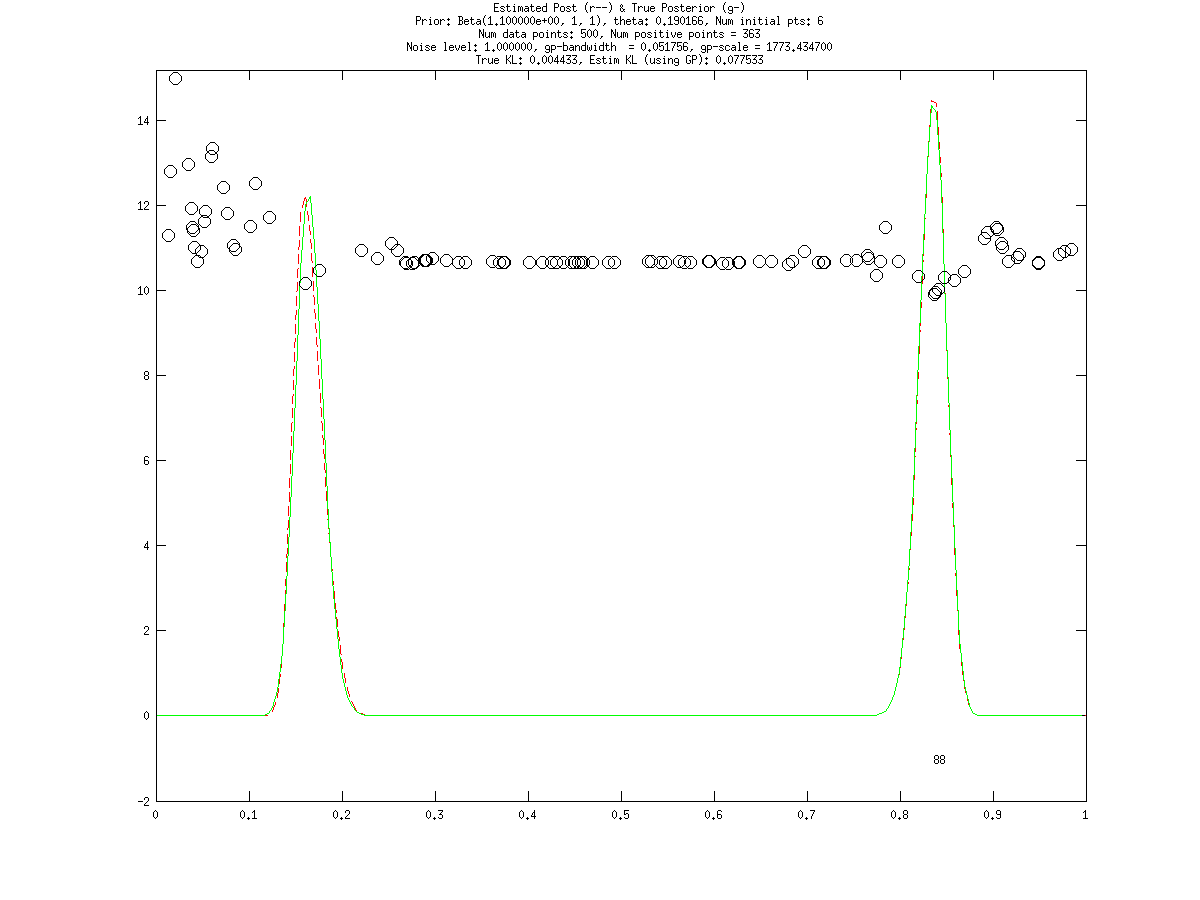 Estimated Post (r--) & True Posterior (g-)
Prior: Beta(1.100000e+00, 1, 1), theta: 0.190166, Num initial pts: 6
Num data points: 500, Num positive points = 363
Noise level: 1.000000, gp-bandwidth  = 0.051756, gp-scale = 1773.434700
True KL: 0.004433, Estim KL (using GP): 0.077533
14
12
10
8
6
4
2
0
88
-2
0 0.1 0.2 0.3 0.4 0.5 0.6 0.7 0.8 0.9 1